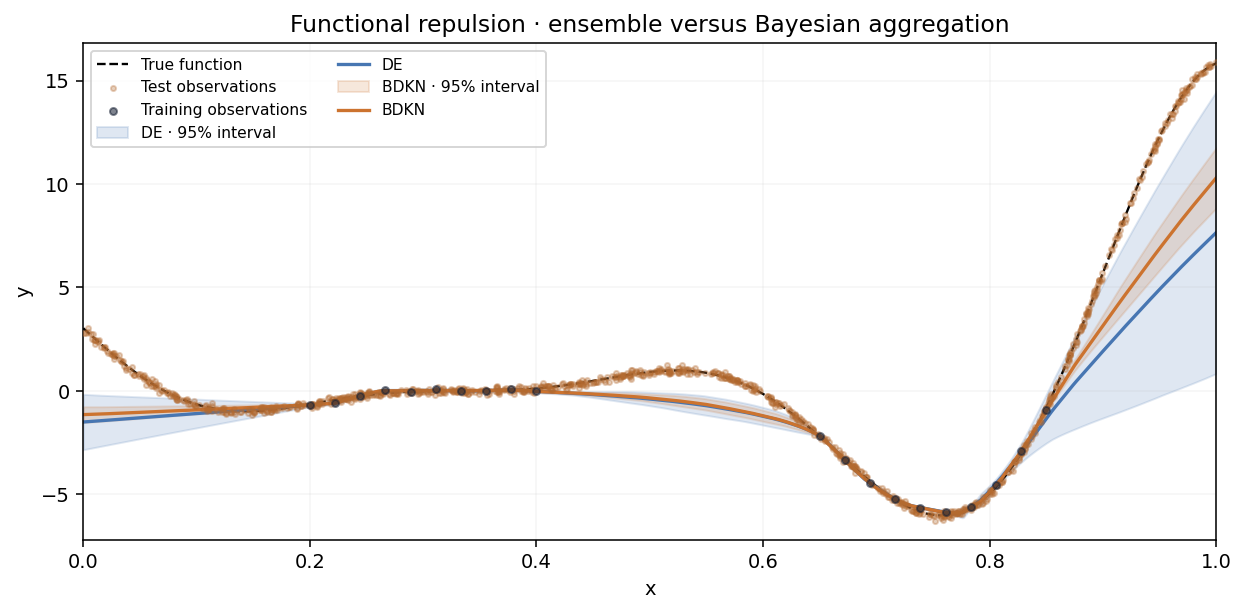 Functional repulsion · ensemble versus Bayesian aggregation
True function
Test observations
Training observations
DE · 95% interval
DE
BDKN · 95% interval
BDKN
y
15
10
5
0
−5
0.0
0.2
0.4
0.6
0.8
1.0
x